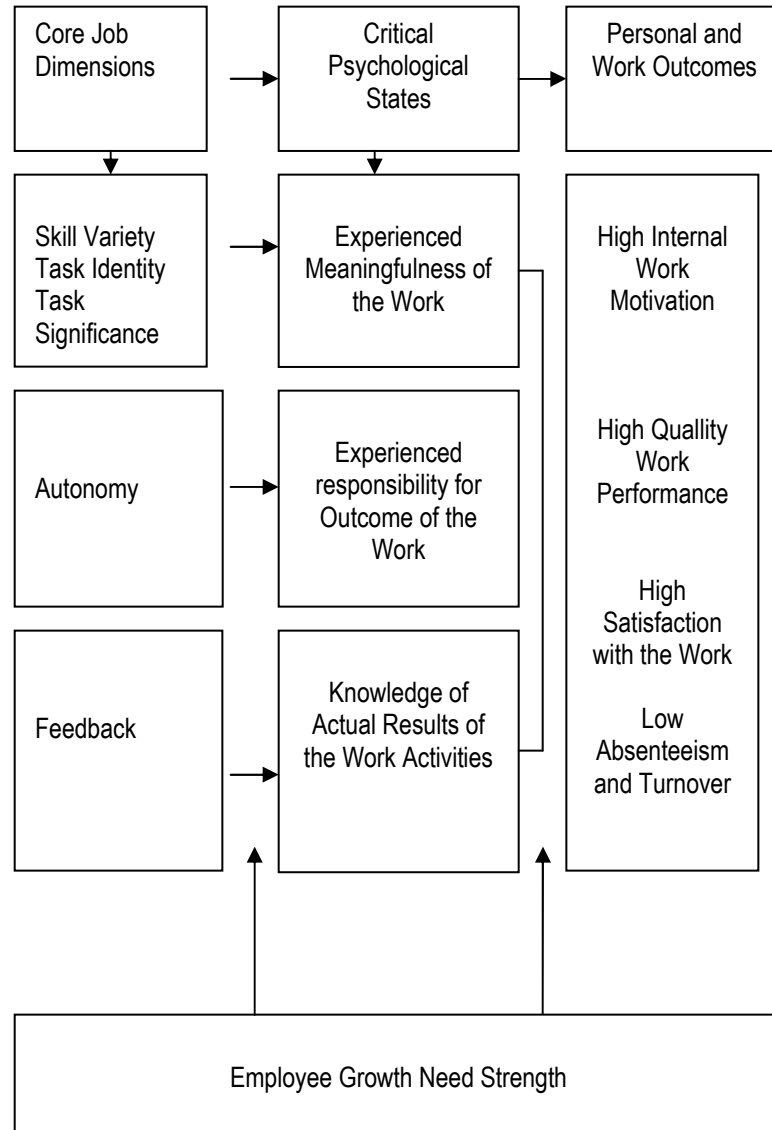 Core Job
Dimensions
Critical
Psychological
States
Personal and
Work Outcomes
Skill Variety
Task Identity
Task
Significance
Experienced
Meaningfulness of
the Work
High Internal
Work
Motivation
Autonomy
Experienced
responsibility for
Outcome of the
Work
High Quallity
Work
Performance
Feedback
Knowledge of
Actual Results of
the Work Activities
High
Satisfaction
with the Work
Low
Absenteeism
and Turnover
Employee Growth Need Strength